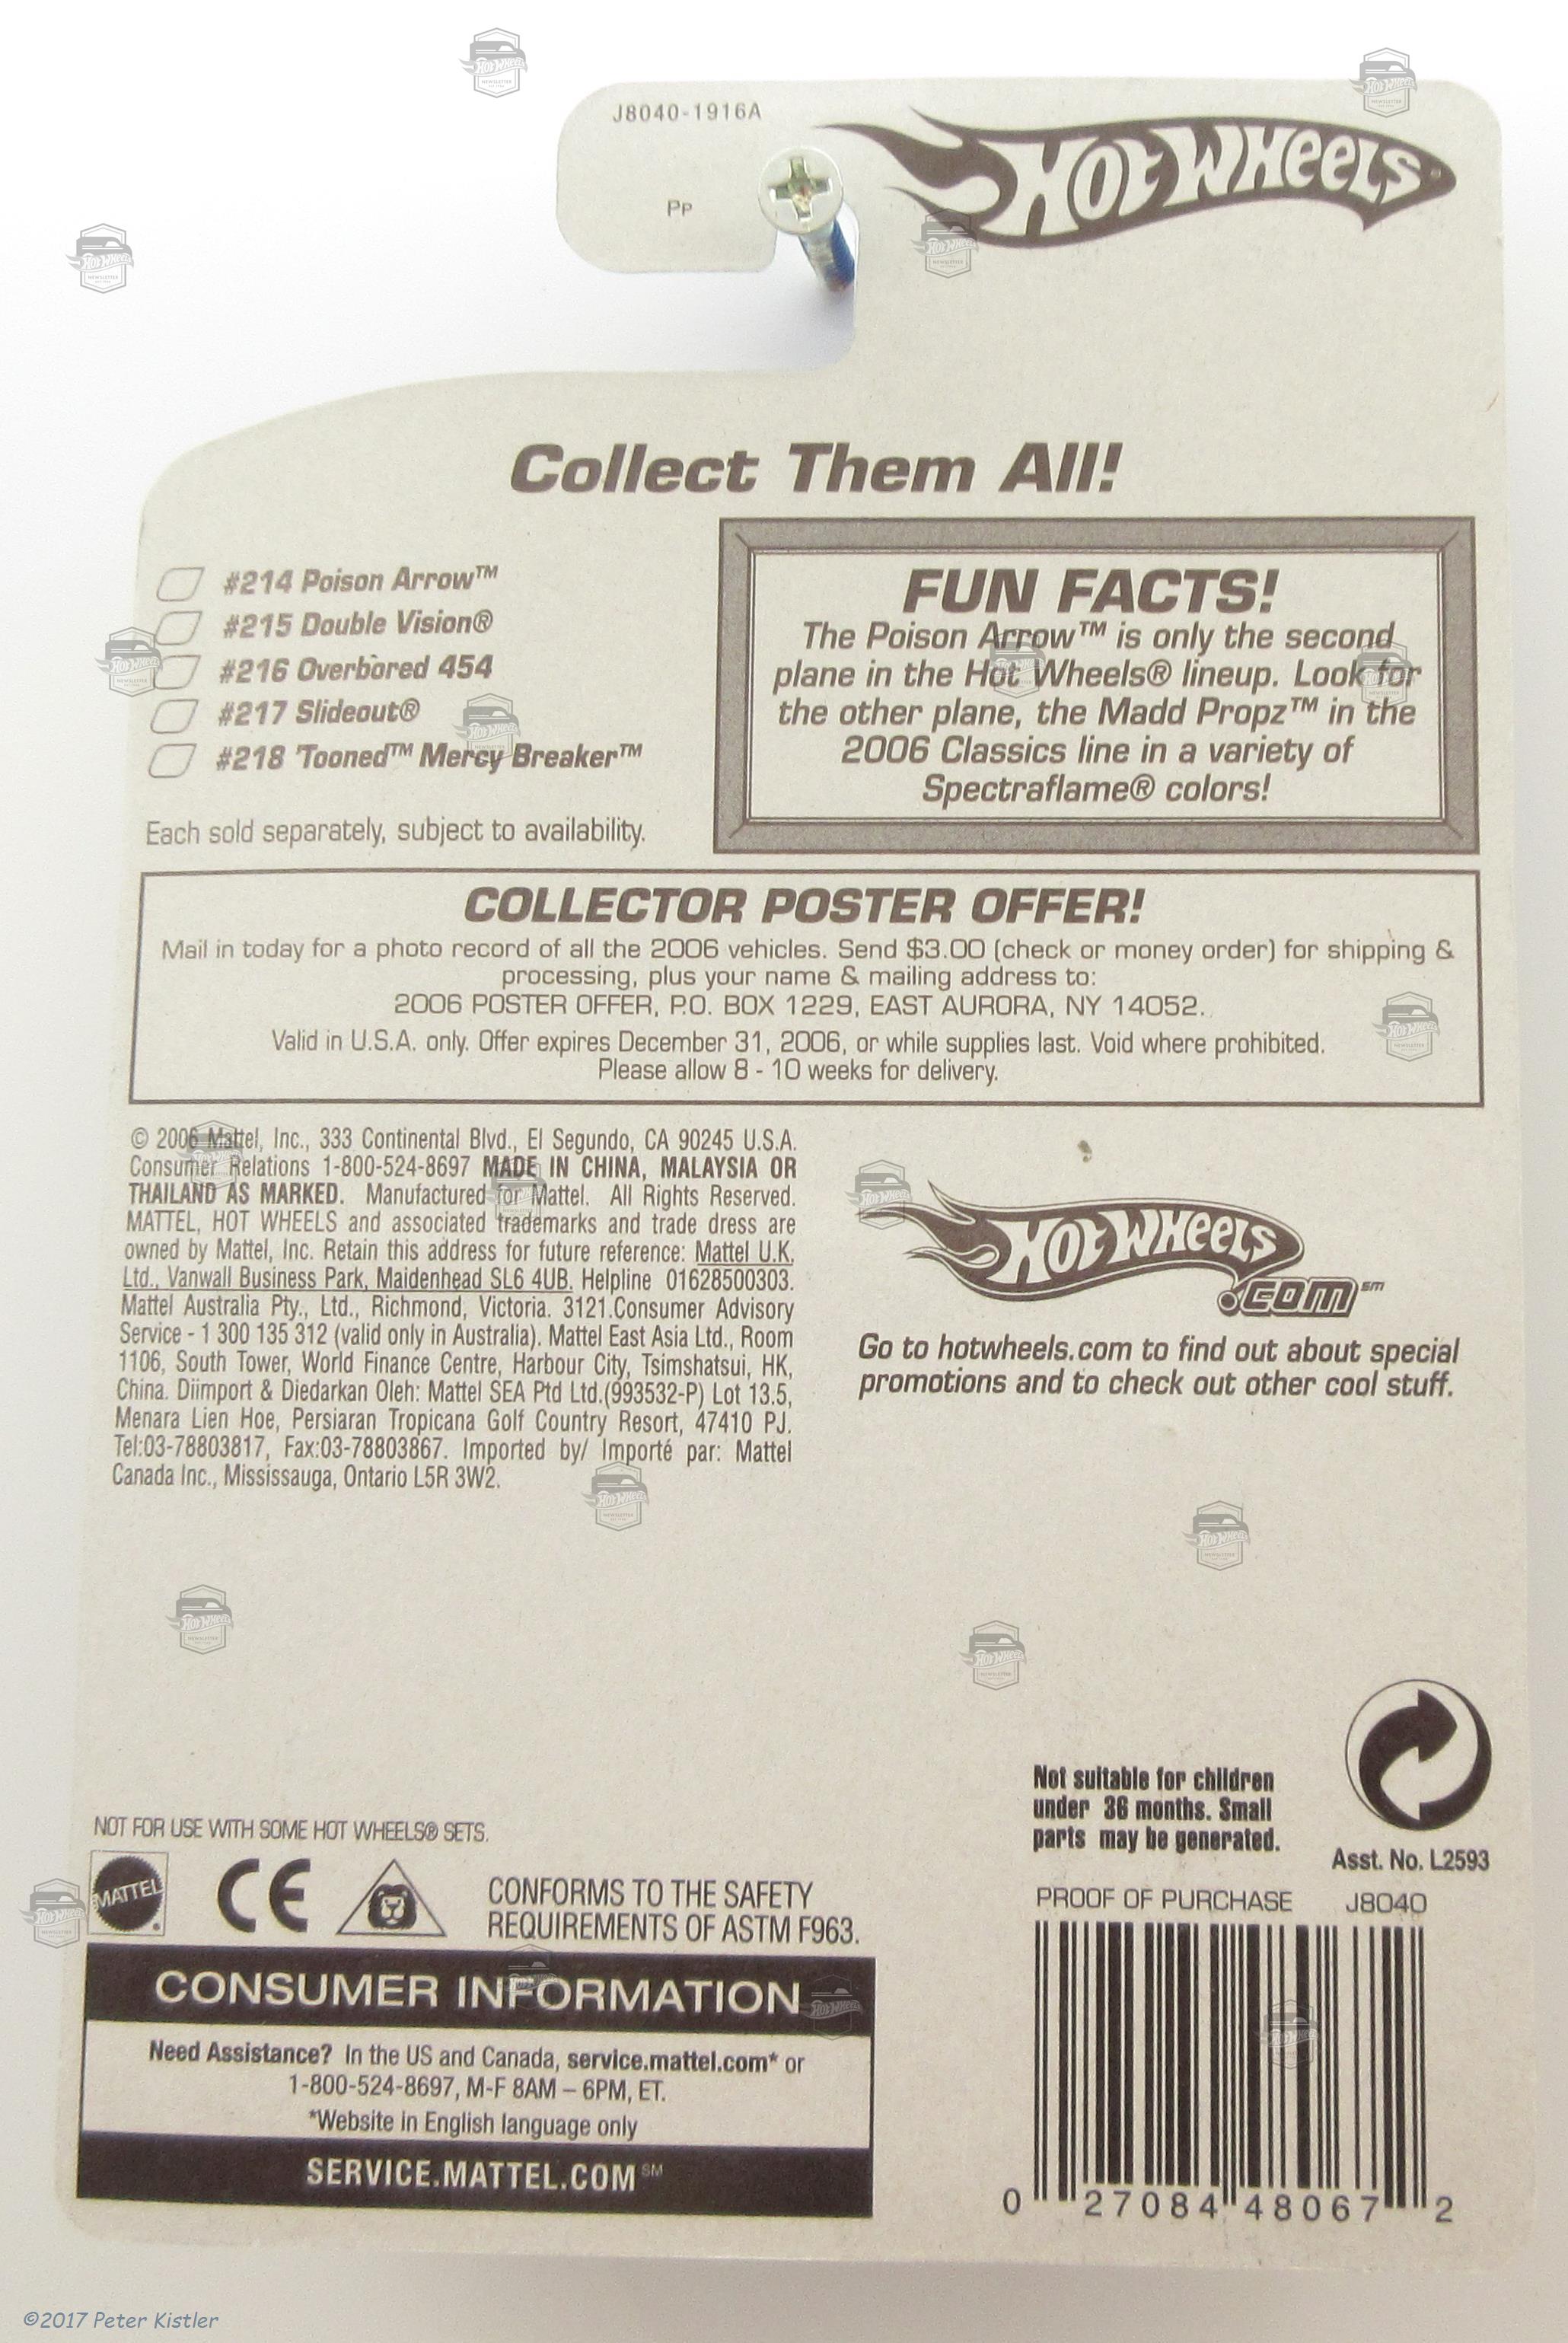 J8040-1916A
Pp
HOT WHEELS
Collect Them All!
#214 Poison Arrow™
#215 Double Vision®
#216 Overbored 454
#217 Slideout®
#218 'Tooned™ Mercy Breaker™
Each sold separately, subject to availability.
FUN FACTS!
The Poison Arrow™ is only the second
plane in the Hot Wheels® lineup. Look for
the other plane, the Madd Propz™ in the
2006 Classics line in a variety of
Spectraflame® colors!
COLLECTOR POSTER OFFER!
Mail in today for a photo record of all the 2006 vehicles. Send $3.00 (check or money order) for shipping &
processing, plus your name & mailing address to:
2006 POSTER OFFER, P.O. BOX 1229, EAST AURORA, NY 14052.
Valid in U.S.A. only. Offer expires December 31, 2006, or while supplies last. Void where prohibited.
Please allow 8 - 10 weeks for delivery.
© 2006 Mattel, Inc., 333 Continental Blvd., El Segundo, CA 90245 U.S.A.
Consumer Relations 1-800-524-8697 MADE IN CHINA, MALAYSIA OR
THAILAND AS MARKED. Manufactured for Mattel. All Rights Reserved.
MATTEL, HOT WHEELS and associated trademarks and trade dress are
owned by Mattel, Inc. Retain this address for future reference: Mattel U.K.
Ltd., Vanwall Business Park, Maidenhead SL6 4UB. Helpline 01628500303.
Mattel Australia Pty., Ltd., Richmond, Victoria. 3121.Consumer Advisory
Service - 1 300 135 312 (valid only in Australia). Mattel East Asia Ltd., Room
1106, South Tower, World Finance Centre, Harbour City, Tsimshatsui, HK,
China. Diimport & Diedarkan Oleh: Mattel SEA Ptd Ltd.(993532-P) Lot 13.5,
Menara Lien Hoe, Persiaran Tropicana Golf Country Resort, 47410 PJ.
Tel:03-78803817, Fax:03-78803867. Imported by/ Importé par: Mattel
Canada Inc., Mississauga, Ontario L5R 3W2.
HOT WHEELS
.COM℠
Go to hotwheels.com to find out about special
promotions and to check out other cool stuff.
Not suitable for children
under 36 months. Small
parts may be generated.
Asst. No. L2593
NOT FOR USE WITH SOME HOT WHEELS® SETS.
MATTEL
CE
CONFORMS TO THE SAFETY
REQUIREMENTS OF ASTM F963.
CONSUMER INFORMATION
Need Assistance? In the US and Canada, service.mattel.com* or
1-800-524-8697, M-F 8AM – 6PM, ET.
*Website in English language only
SERVICE.MATTEL.COM℠
PROOF OF PURCHASE J8040
0 27084 48067 2
©2017 Peter Kistler